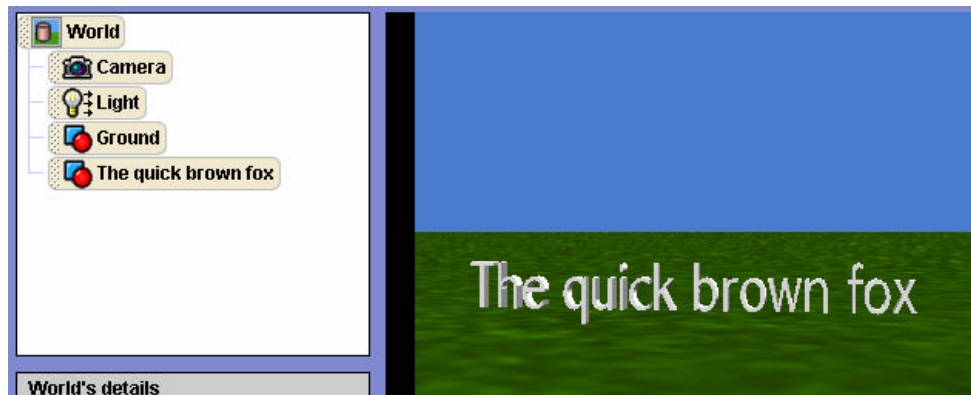 World
Camera
Light
Ground
The quick brown fox
World's details
The quick brown fox